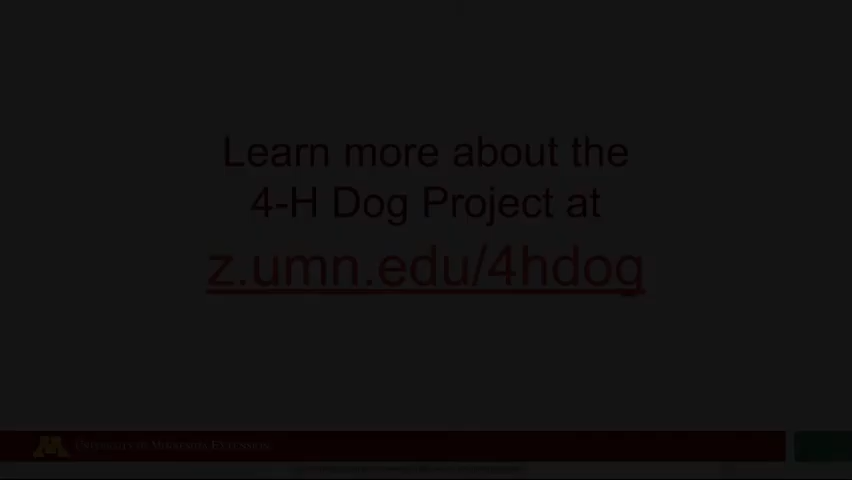 Learn more about the
4-H Dog Project at
z.umn.edu/4hdog
University of Minnesota Extension